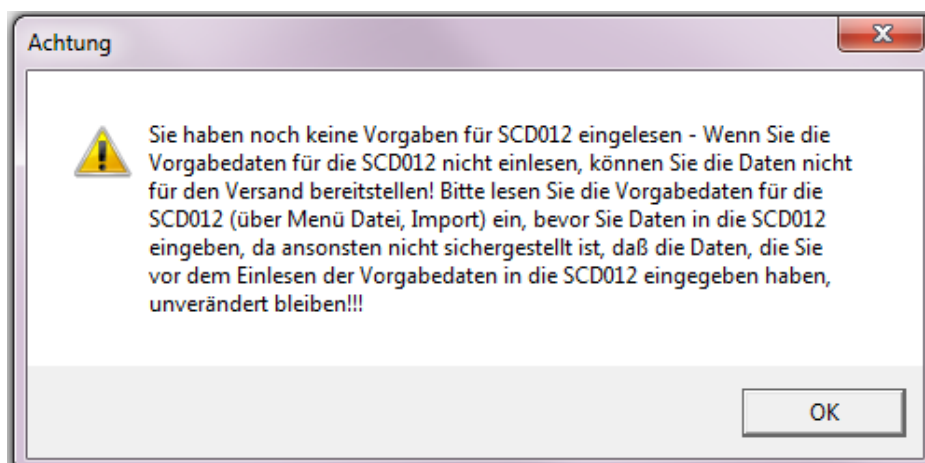 Achtung
Sie haben noch keine Vorgaben für SCD012 eingelesen - Wenn Sie die
Vorgabedaten für die SCD012 nicht einlesen, können Sie die Daten nicht
für den Versand bereitstellen! Bitte lesen Sie die Vorgabedaten für die
SCD012 (über Menü Datei, Import) ein, bevor Sie Daten in die SCD012
eingeben, da ansonsten nicht sichergestellt ist, daß die Daten, die Sie
vor dem Einlesen der Vorgabedaten in die SCD012 eingegeben haben,
unverändert bleiben!!!
OK